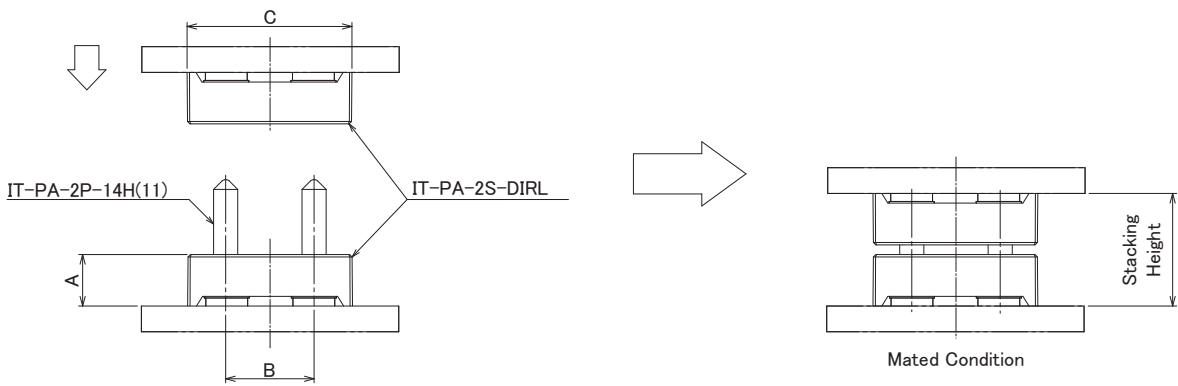 C
IT-PA-2P-14H(11)
IT-PA-2S-DIRL
A
B
Stacking
Height
Mated Condition